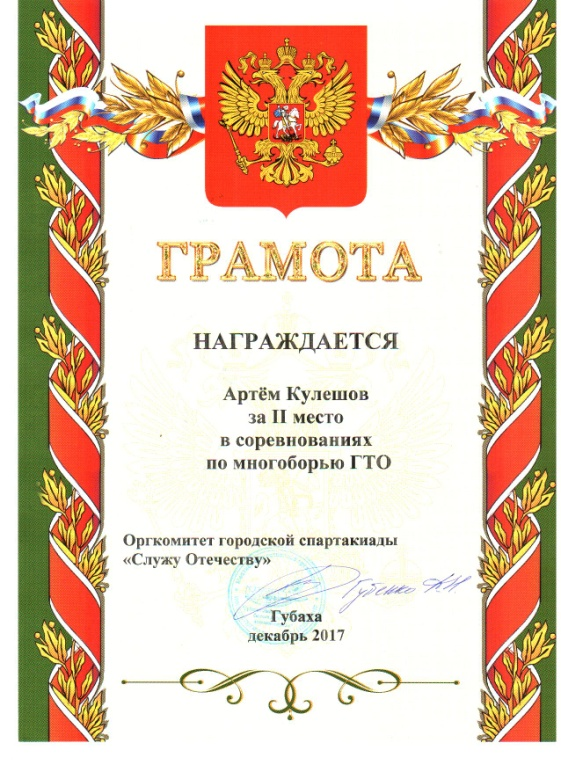 ГРАМОТА
НАГРАЖДАЕТСЯ
Артём Кулешов
за II место
в соревнованиях
по многоборью ГТО
Оргкомитет городской спартакиады
«Служу Отечеству»
Губенко
Губаха
декабрь 2017